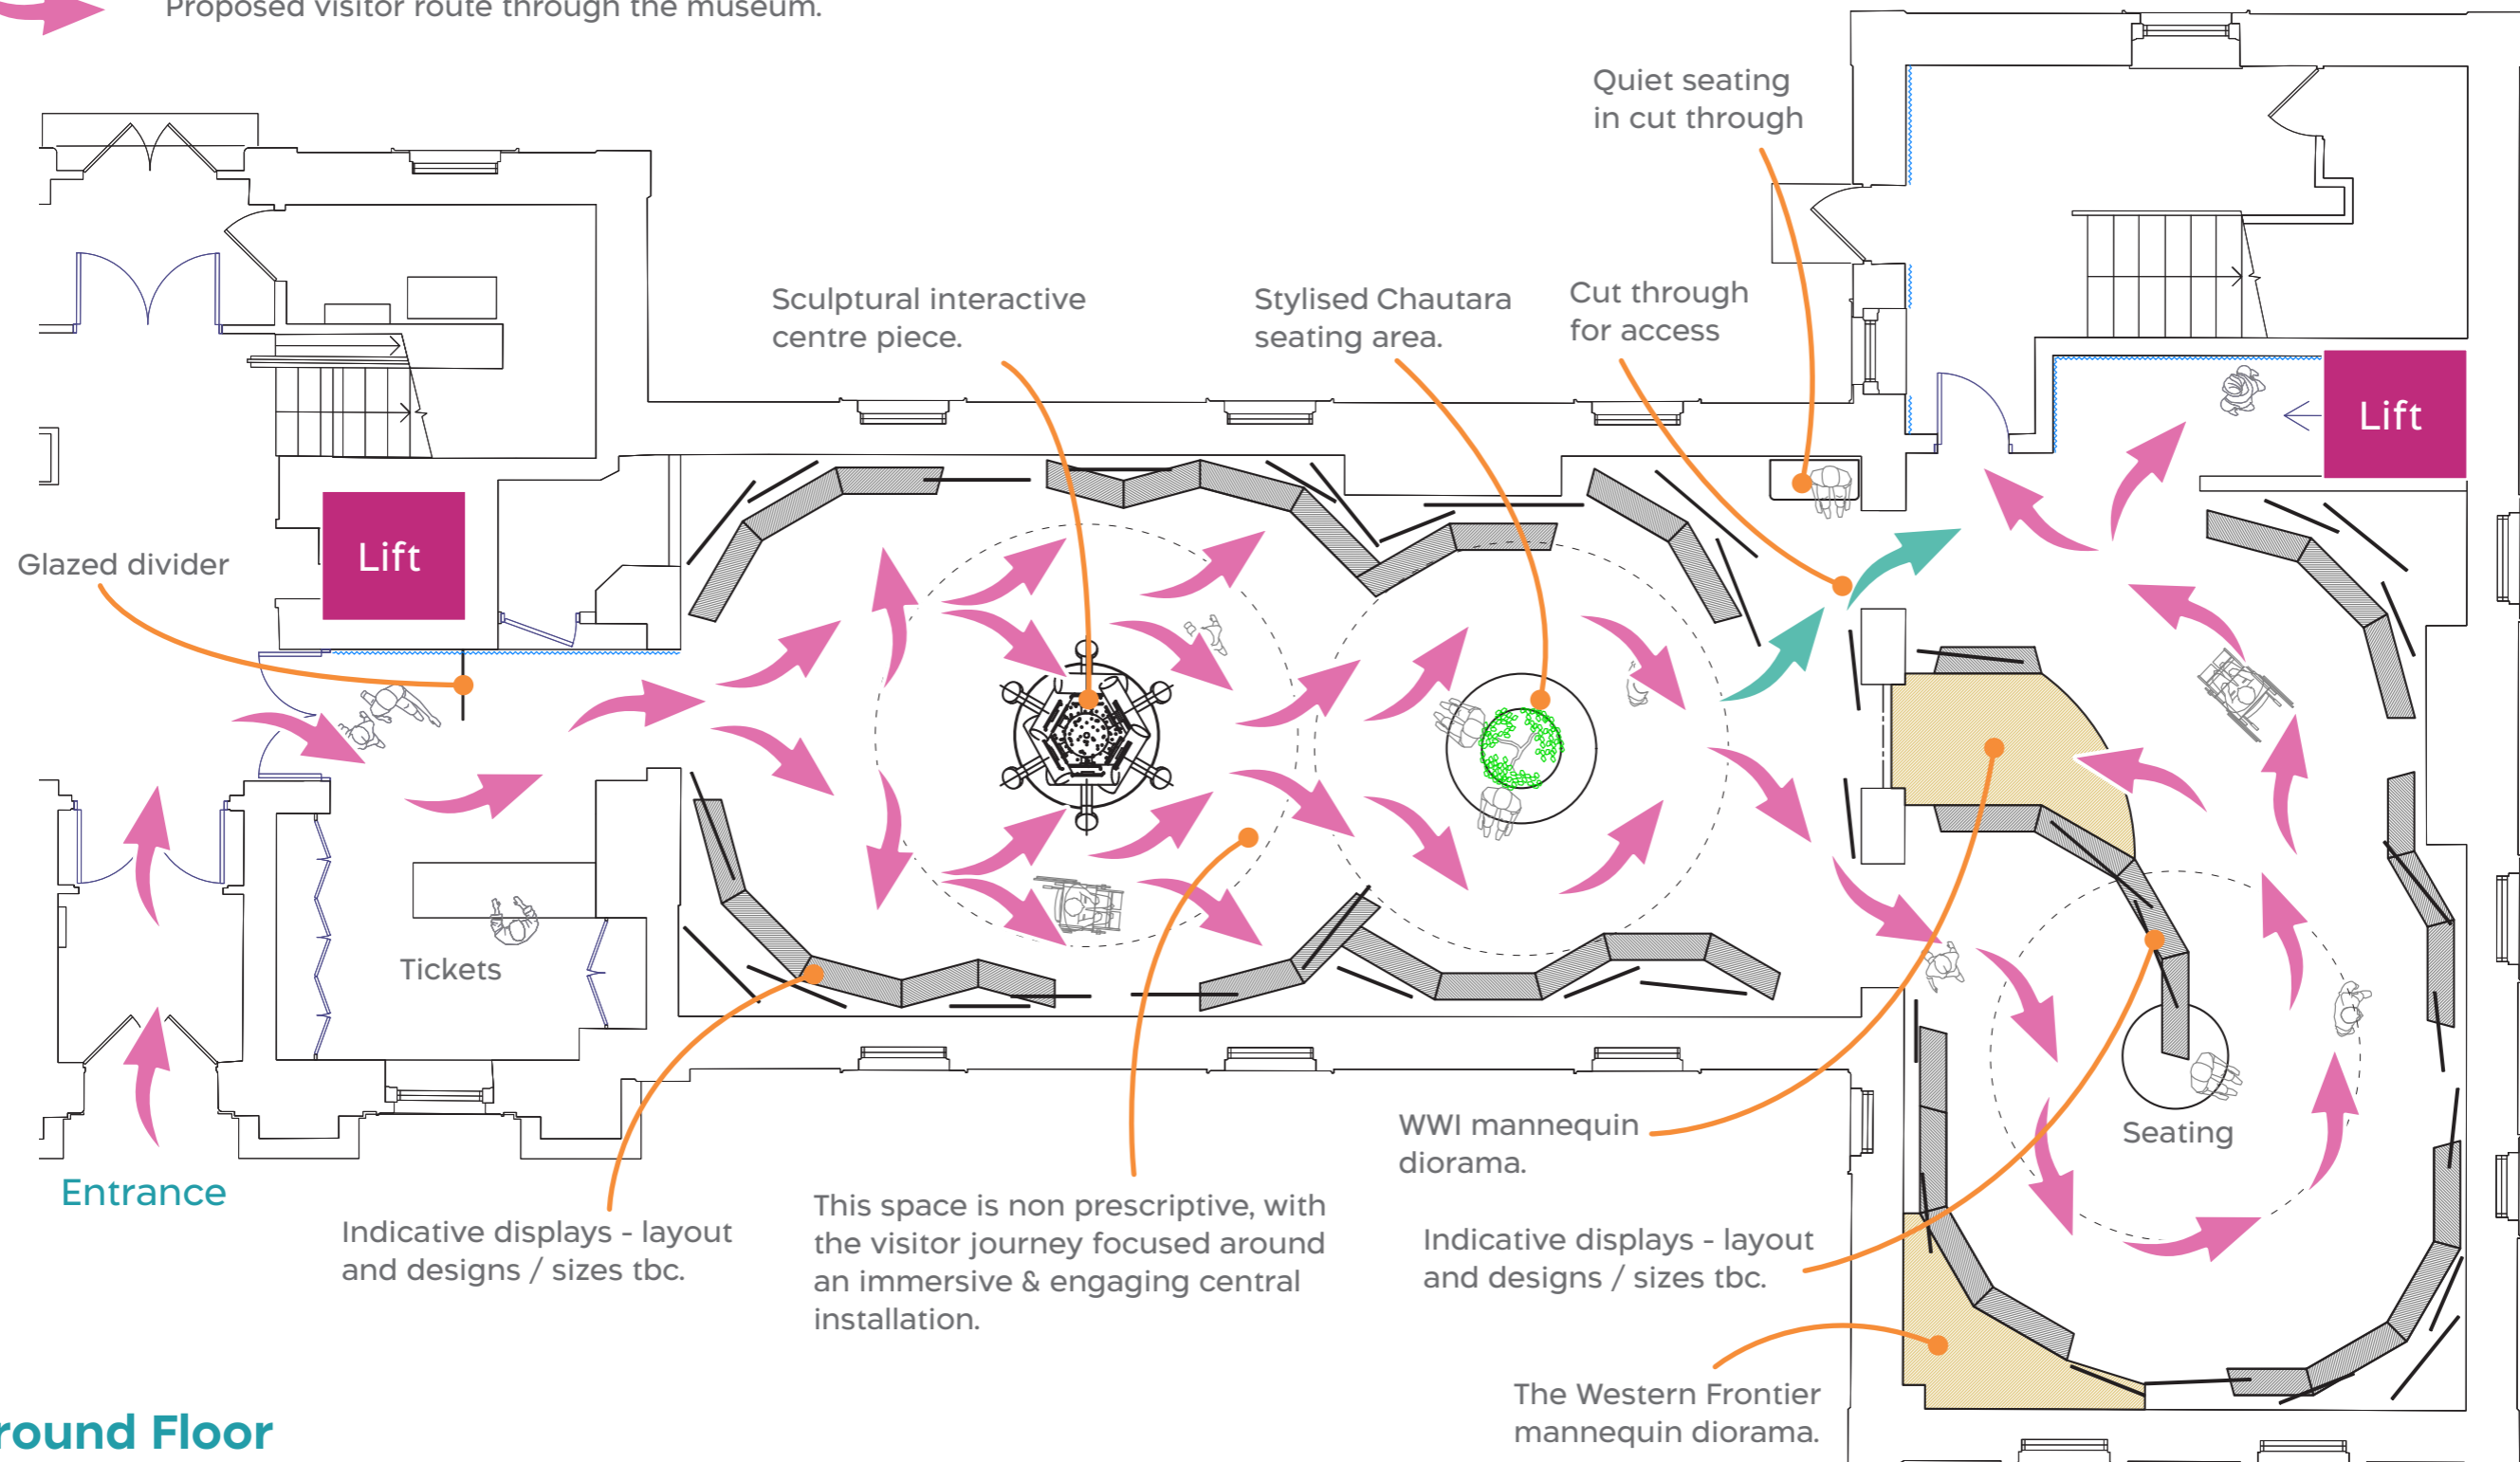 Proposed visitor route through the museum.
Quiet seating
in cut through
Sculptural interactive
centre piece.
Stylised Chautara
seating area.
Cut through
for access
Lift
Glazed divider
Lift
Tickets
Entrance
Indicative displays - layout
and designs / sizes tbc.
This space is non prescriptive, with
the visitor journey focused around
an immersive & engaging central
installation.
WWI mannequin
diorama.
Seating
Indicative displays - layout
and designs / sizes tbc.
The Western Frontier
mannequin diorama.
round Floor